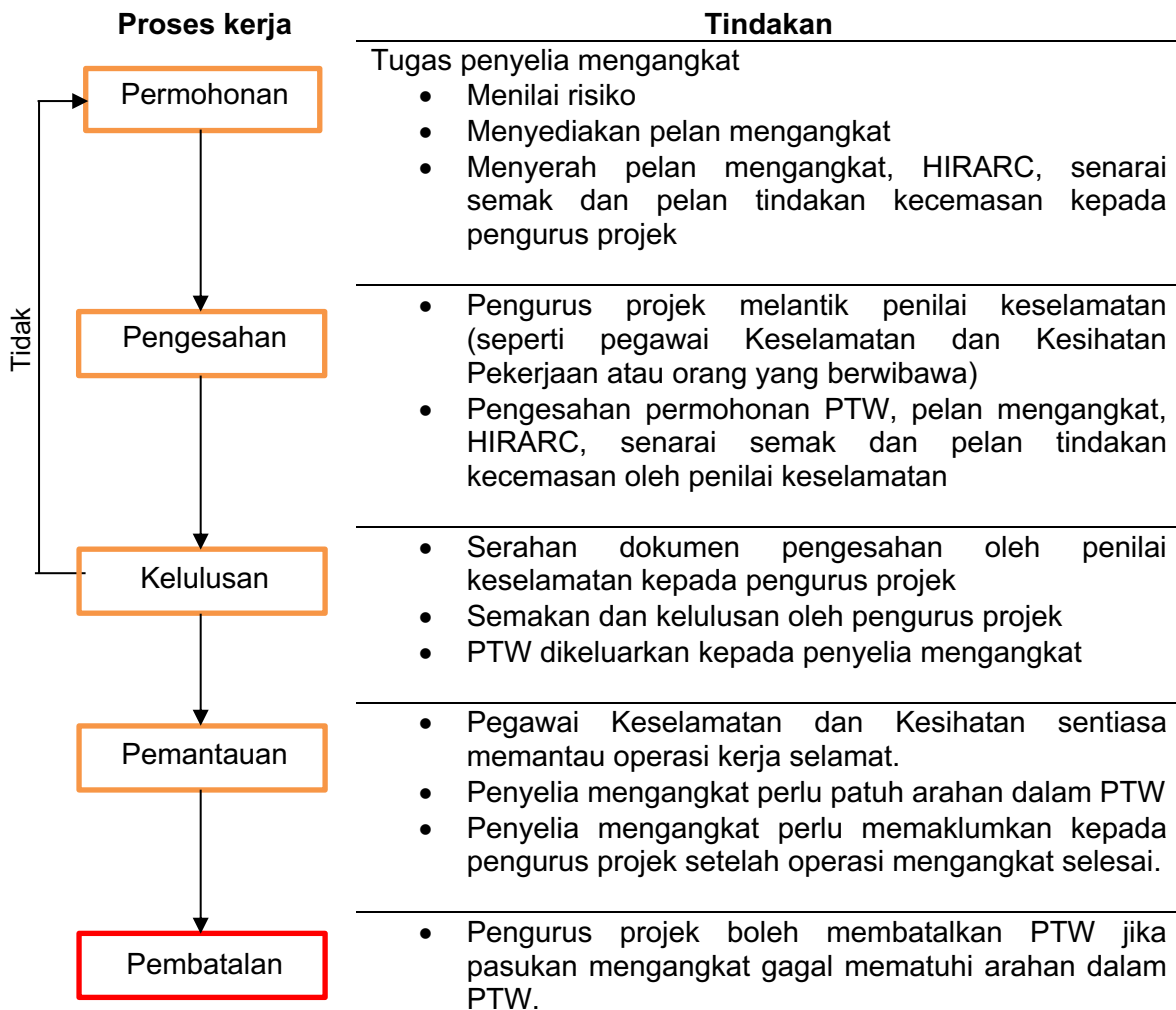 Proses kerja
Tindakan
Permohonan
Tugas penyelia mengangkat
• Menilai risiko
• Menyediakan pelan mengangkat
• Menyerah pelan mengangkat, HIRARC, senarai
semak dan pelan tindakan kecemasan kepada
pengurus projek
Tidak
Pengesahan
• Pengurus projek melantik penilai keselamatan
(seperti pegawai Keselamatan dan Kesihatan
Pekerjaan atau orang yang berwibawa)
• Pengesahan permohonan PTW, pelan mengangkat,
HIRARC, senarai semak dan pelan tindakan
kecemasan oleh penilai keselamatan
Kelulusan
• Serahan dokumen pengesahan oleh penilai
keselamatan kepada pengurus projek
• Semakan dan kelulusan oleh pengurus projek
• PTW dikeluarkan kepada penyelia mengangkat
Pemantauan
• Pegawai Keselamatan dan Kesihatan sentiasa
memantau operasi kerja selamat.
• Penyelia mengangkat perlu patuh arahan dalam PTW
• Penyelia mengangkat perlu memaklumkan kepada
pengurus projek setelah operasi mengangkat selesai.
Pembatalan
• Pengurus projek boleh membatalkan PTW jika
pasukan mengangkat gagal mematuhi arahan dalam
PTW.